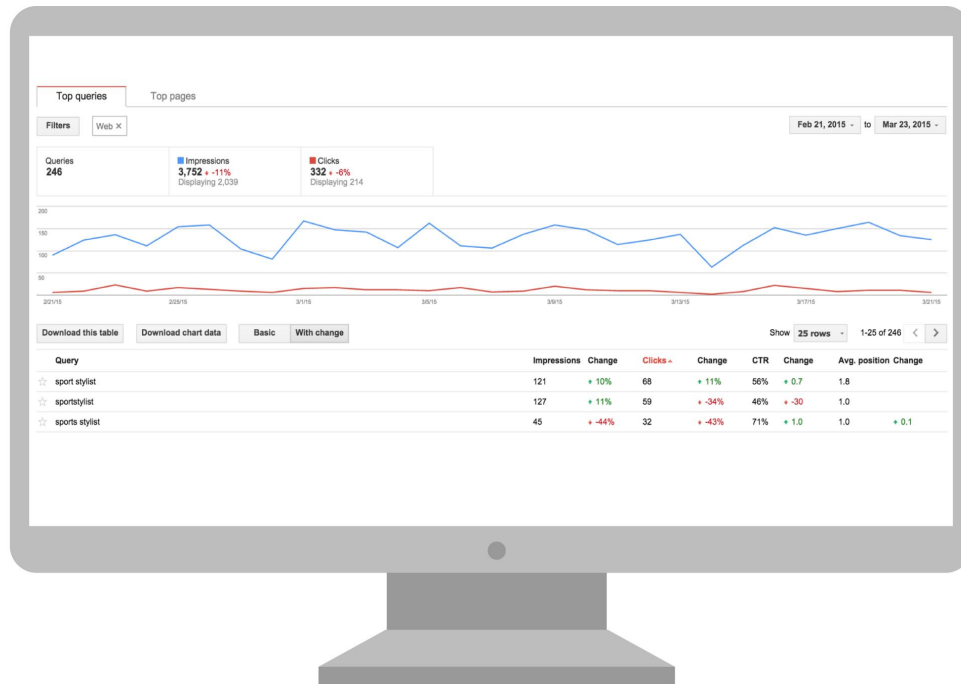 Top queries Top pages
Filters Web × Feb 21, 2015 to Mar 23, 2015
Queries Impressions Clicks
246 3,752 -11% 332 -6%
Displaying 2,039 Displaying 214
200
150
100
50
2/21/15 2/25/15 3/1/15 3/5/15 3/9/15 3/13/15 3/17/15 3/21/15
Download this table Download chart data Basic With change Show 25 rows 1-25 of 246
Query Impressions Change Clicks Change CTR Change Avg. position Change
sport stylist 121 10% 68 11% 56% 0.7 1.8
sportstylist 127 11% 59 -34% 46% -30 1.0
sports stylist 45 -44% 32 -43% 71% 1.0 1.0 0.1